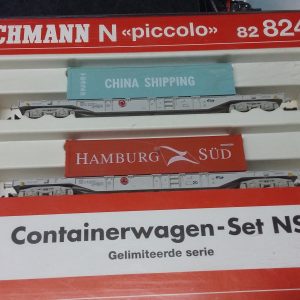 CHMANN N «piccolo» 82 824
CHINA SHIPPING
HAMBURG SÜD
Containerwagen-Set NS
Gelimiteerde serie